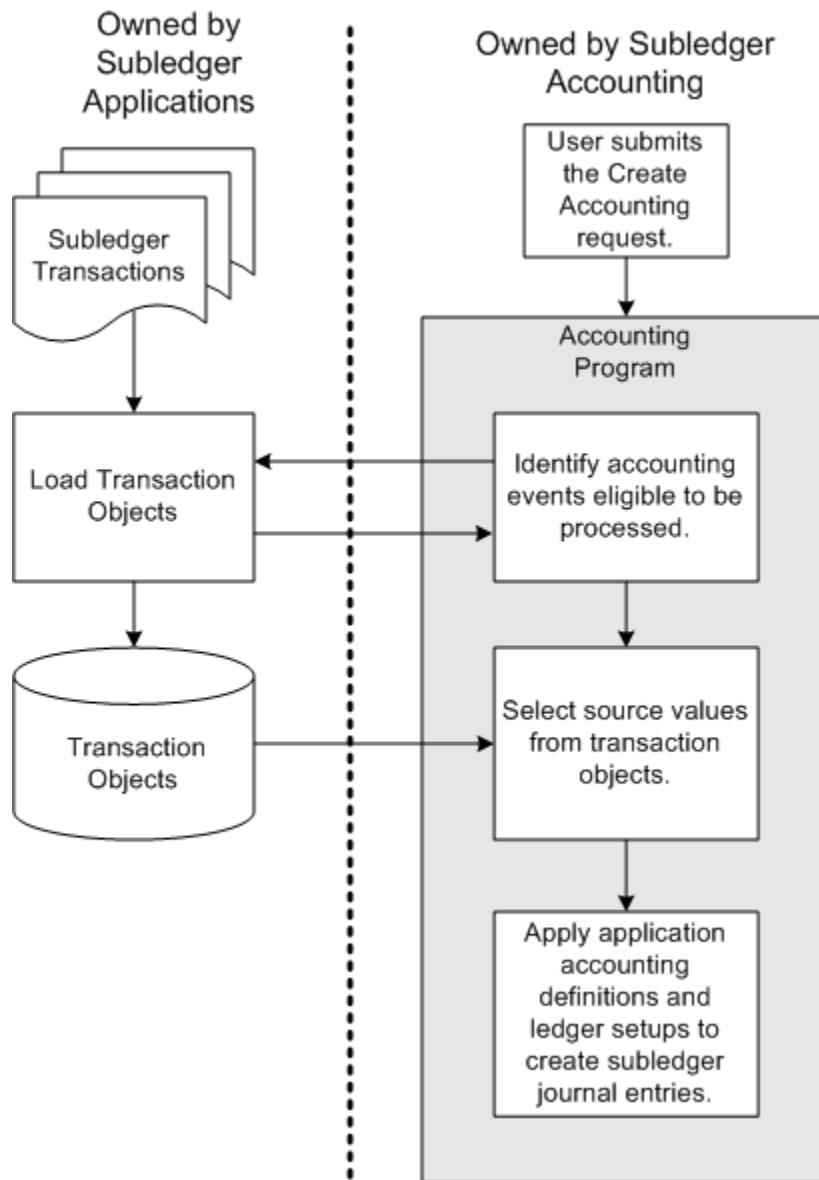 Owned by
Subledger
Applications
Owned by Subledger
Accounting
User submits
the Create
Accounting
request.
Subledger
Transactions
Accounting
Program
Load Transaction
Objects
Identify accounting
events eligible to be
processed.
Transaction
Objects
Select source values
from transaction
objects.
Apply application
accounting
definitions and
ledger setups to
create subledger
journal entries.